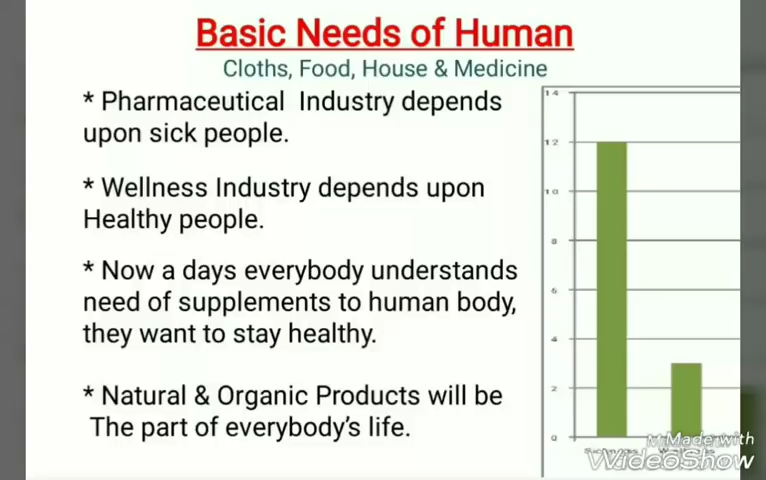 Basic Needs of Human
Cloths, Food, House & Medicine
* Pharmaceutical Industry depends
upon sick people.
* Wellness Industry depends upon
Healthy people.
* Now a days everybody understands
need of supplements to human body,
they want to stay healthy.
* Natural & Organic Products will be
The part of everybody's life.
14
12
10
8
6
4
2
0
Made with
VideoShow